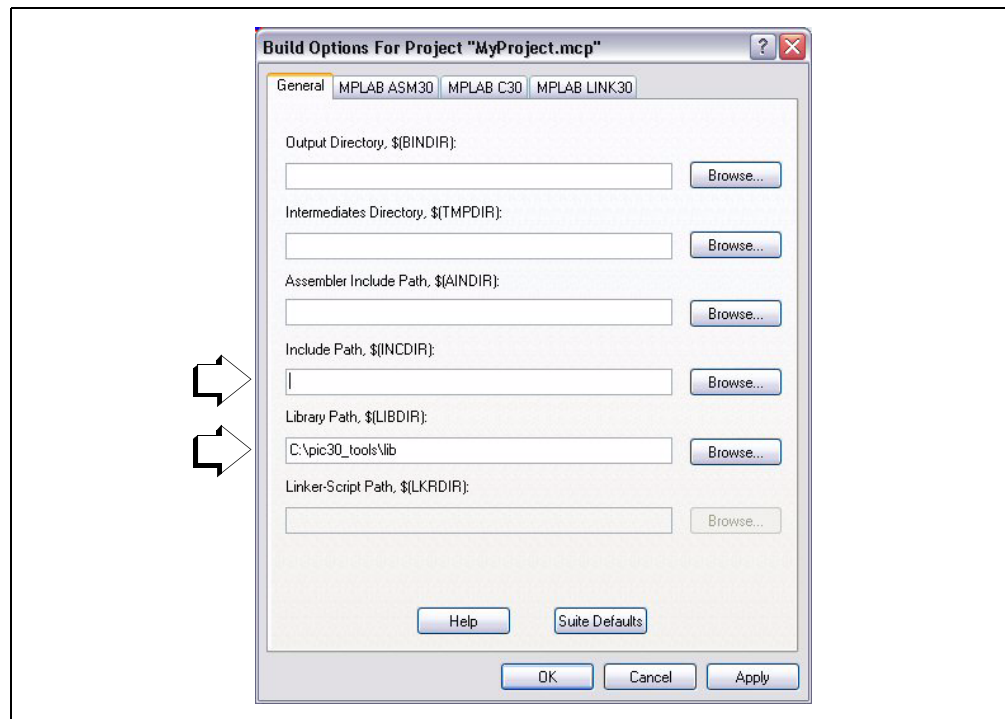 Build Options For Project "MyProject.mcp"
General MPLAB ASM30 MPLAB C30 MPLAB LINK30
Output Directory, $(BINDIR):
Browse...
Intermediates Directory, $(TMPDIR):
Browse...
Assembler Include Path, $(AINDIR):
Browse...
Include Path, $(INCDIR):
Browse...
Library Path, $(LIBDIR):
C:\pic30_tools\lib Browse...
Linker-Script Path, $(LKRDIR):
Browse...
Help Suite Defaults
OK Cancel Apply